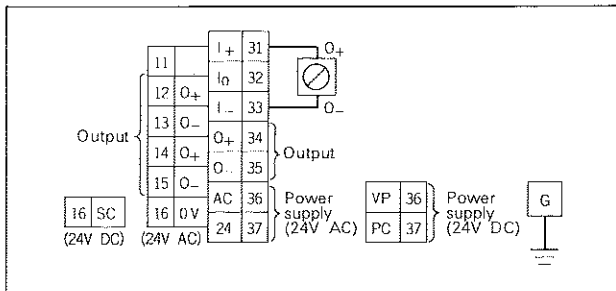 I+ 31 O+
11
I0 32
12 O+
I- 33 O-
13 O-
Output
O+ 34
14 O+
Output
O- 35
15 O-
AC 36 Power VP 36 Power G
16 SC 16 0V supply supply
(24V DC) (24V AC) 24 37 (24V AC) PC 37 (24V DC)